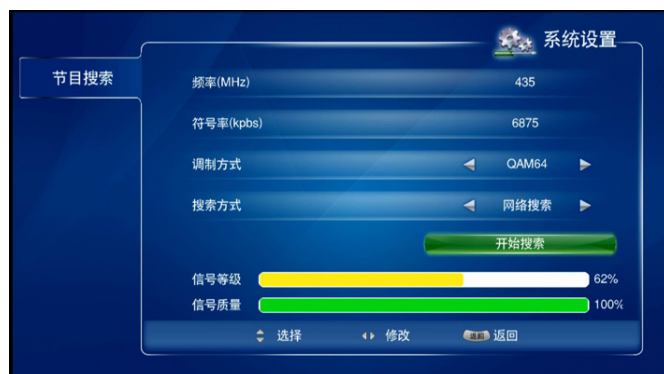 系统设置
节目搜索
频率(MHz) 435
符号率(kpbs) 6875
调制方式 QAM64
搜索方式 网络搜索
开始搜索
信号等级 62%
信号质量 100%
选择 修改 返回 返回